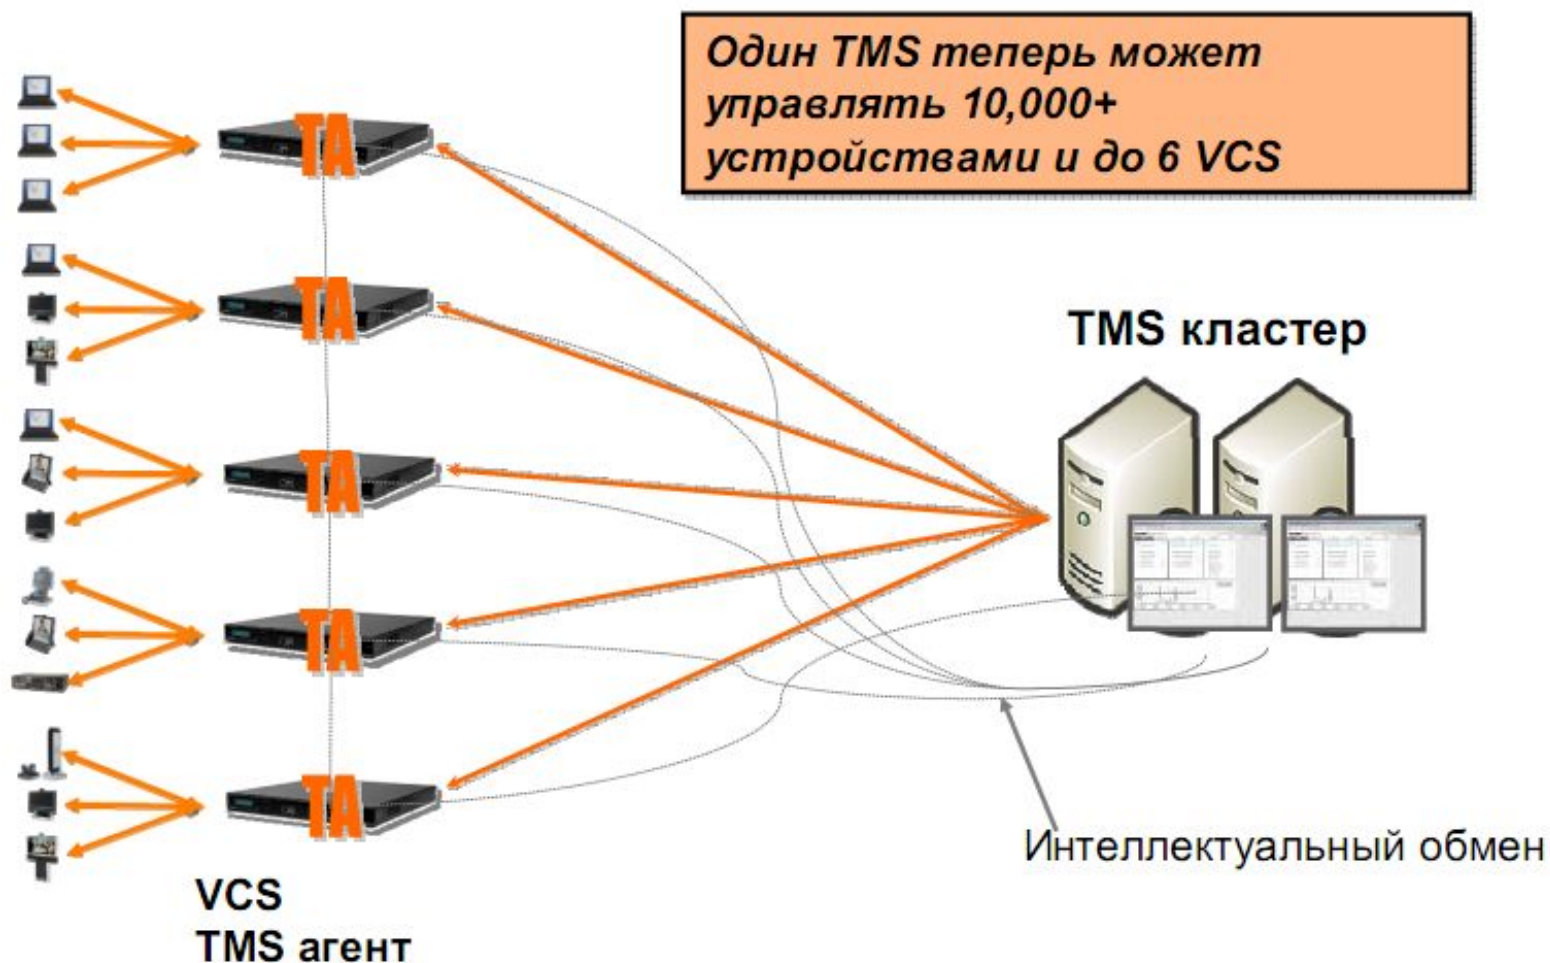 Один TMS теперь может
управлять 10,000+
устройствами и до 6 VCS
TA
TA
TA
TA
TA
TMS кластер
Интеллектуальный обмен
VCS
TMS агент